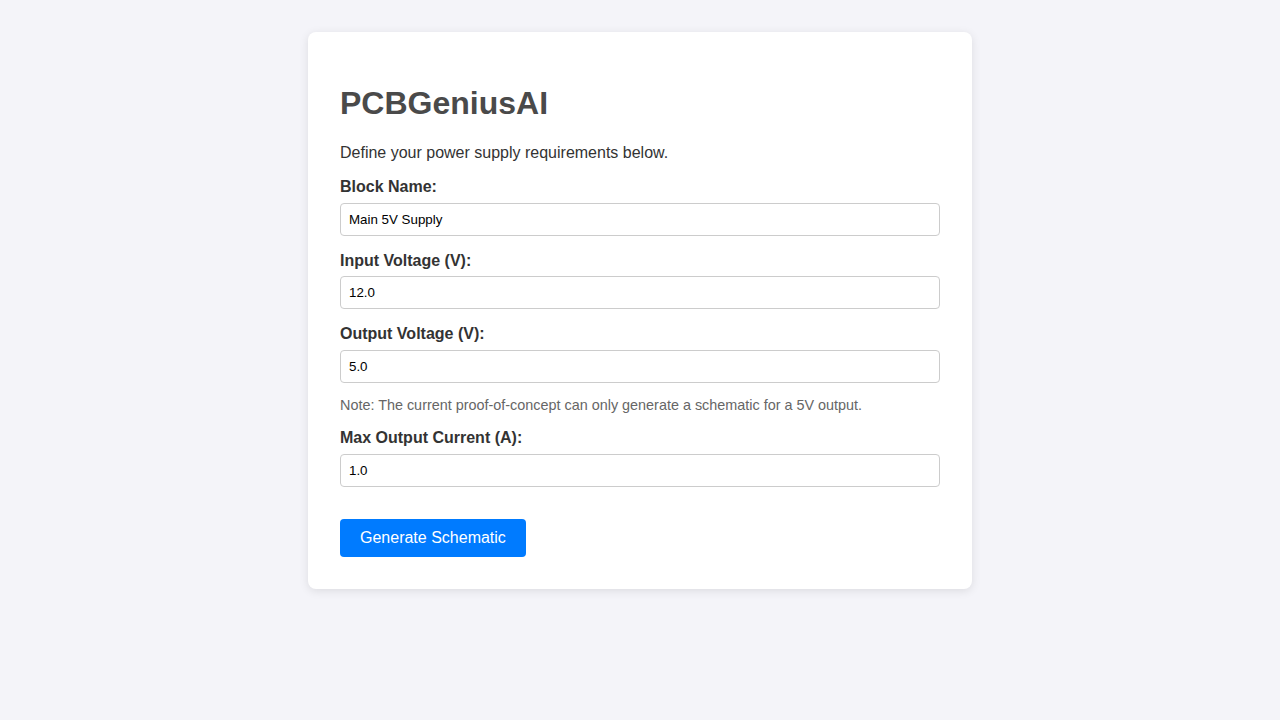 PCBGeniusAI
Define your power supply requirements below.
Block Name:
Main 5V Supply
Input Voltage (V):
12.0
Output Voltage (V):
5.0
Note: The current proof-of-concept can only generate a schematic for a 5V output.
Max Output Current (A):
1.0
Generate Schematic